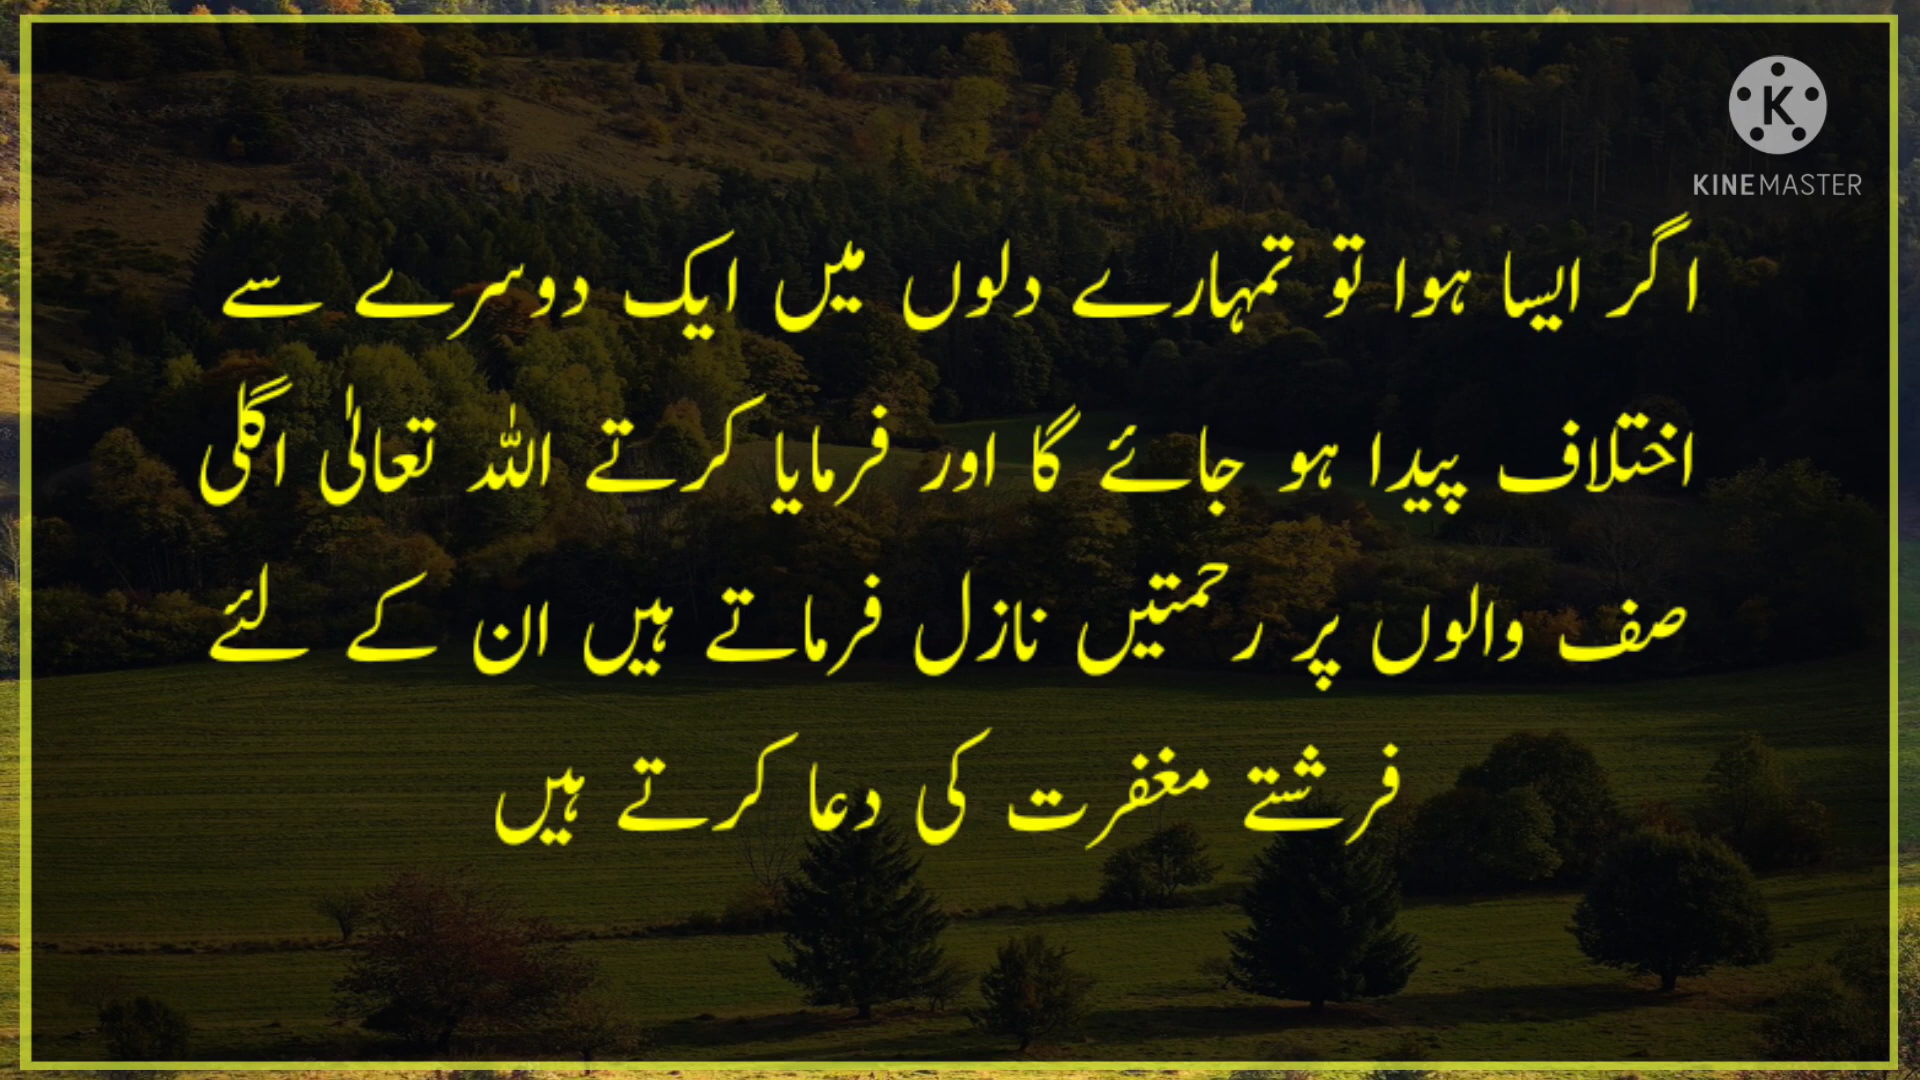 KINEMASTER
اگر ایسا ہوا تو تمہارے دلوں میں ایک دوسرے سے
اختلاف پیدا ہو جائے گا اور فرمایا کرتے اللہ تعالیٰ اگلی
صف والوں پر رحمتیں نازل فرماتے ہیں ان کے لئے
فرشتے مغفرت کی دعا کرتے ہیں